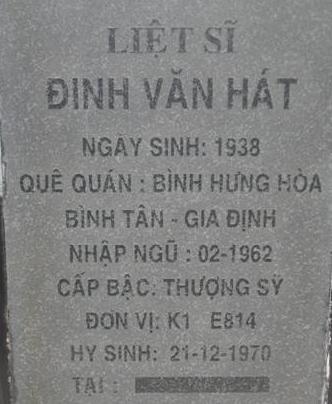 LIỆT SĨ
ĐINH VĂN HÁT
NGÀY SINH: 1938
QUÊ QUÁN : BÌNH HƯNG HÒA
BÌNH TÂN - GIA ĐỊNH
NHẬP NGŨ : 02-1962
CẤP BẬC: THƯỢNG SỸ
ĐƠN VỊ: K1 E814
HY SINH: 21-12-1970
TẠI :